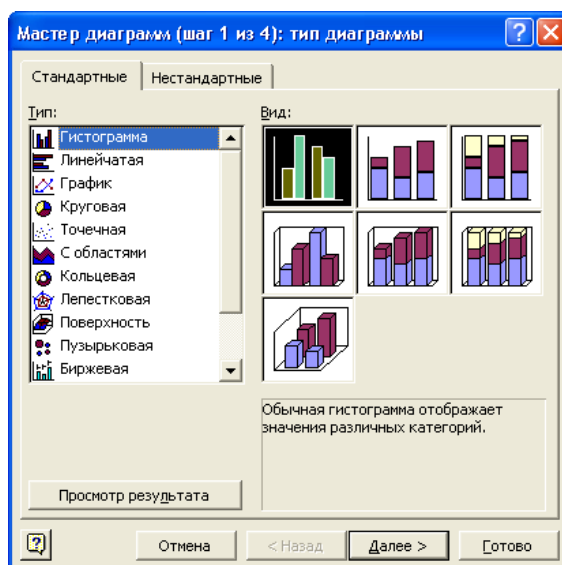 Мастер диаграмм (шаг 1 из 4): тип диаграммы
Стандартные
Нестандартные
Тип:
Гистограмма
Линейчатая
График
Круговая
Точечная
С областями
Кольцевая
Лепестковая
Поверхность
Пузырьковая
Биржевая
Вид:
Обычная гистограмма отображает
значения различных категорий.
Просмотр результата
Отмена
< Назад
Далее >
Готово